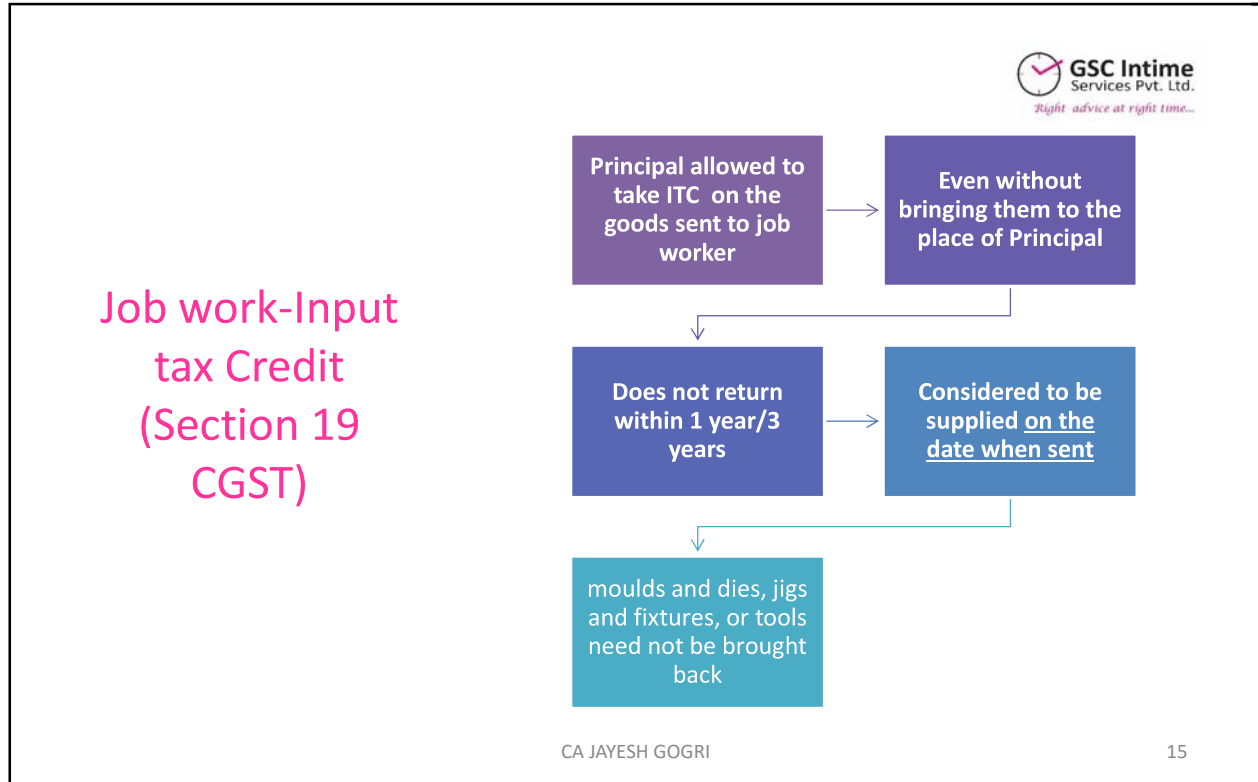 GSC Intime
Services Pvt. Ltd.
Right advice at right time...
Job work-Input
tax Credit
(Section 19
CGST)
Principal allowed to
take ITC on the
goods sent to job
worker
Even without
bringing them to the
place of Principal
Does not return
within 1 year/3
years
Considered to be
supplied on the
date when sent
moulds and dies, jigs
and fixtures, or tools
need not be brought
back
CA JAYESH GOGRI
15